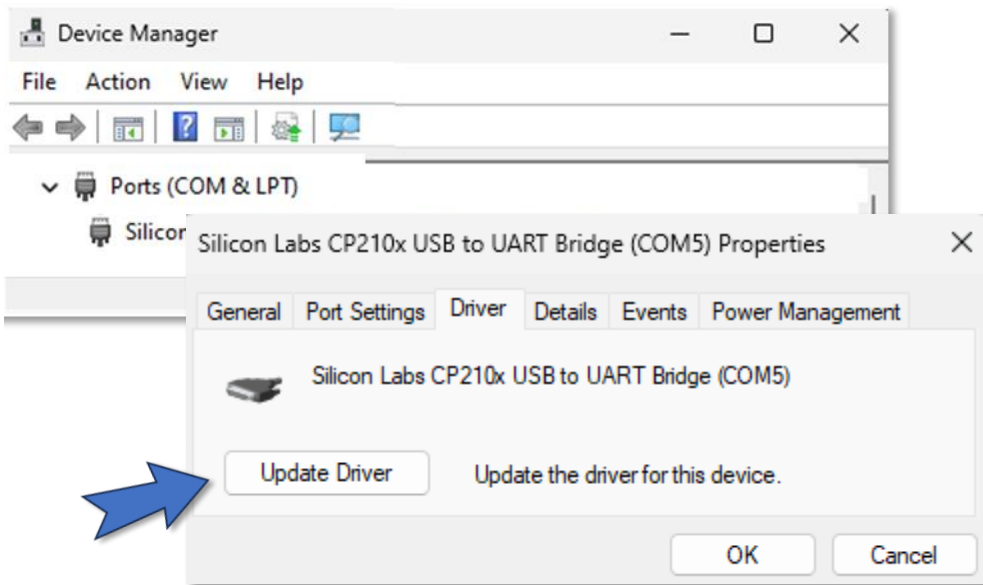 Device Manager
File Action View Help
Ports (COM & LPT)
Silicon Labs CP210x USB to UART Bridge (COM5) Properties
General Port Settings Driver Details Events Power Management
Silicon Labs CP210x USB to UART Bridge (COM5)
Update Driver Update the driver for this device.
OK Cancel